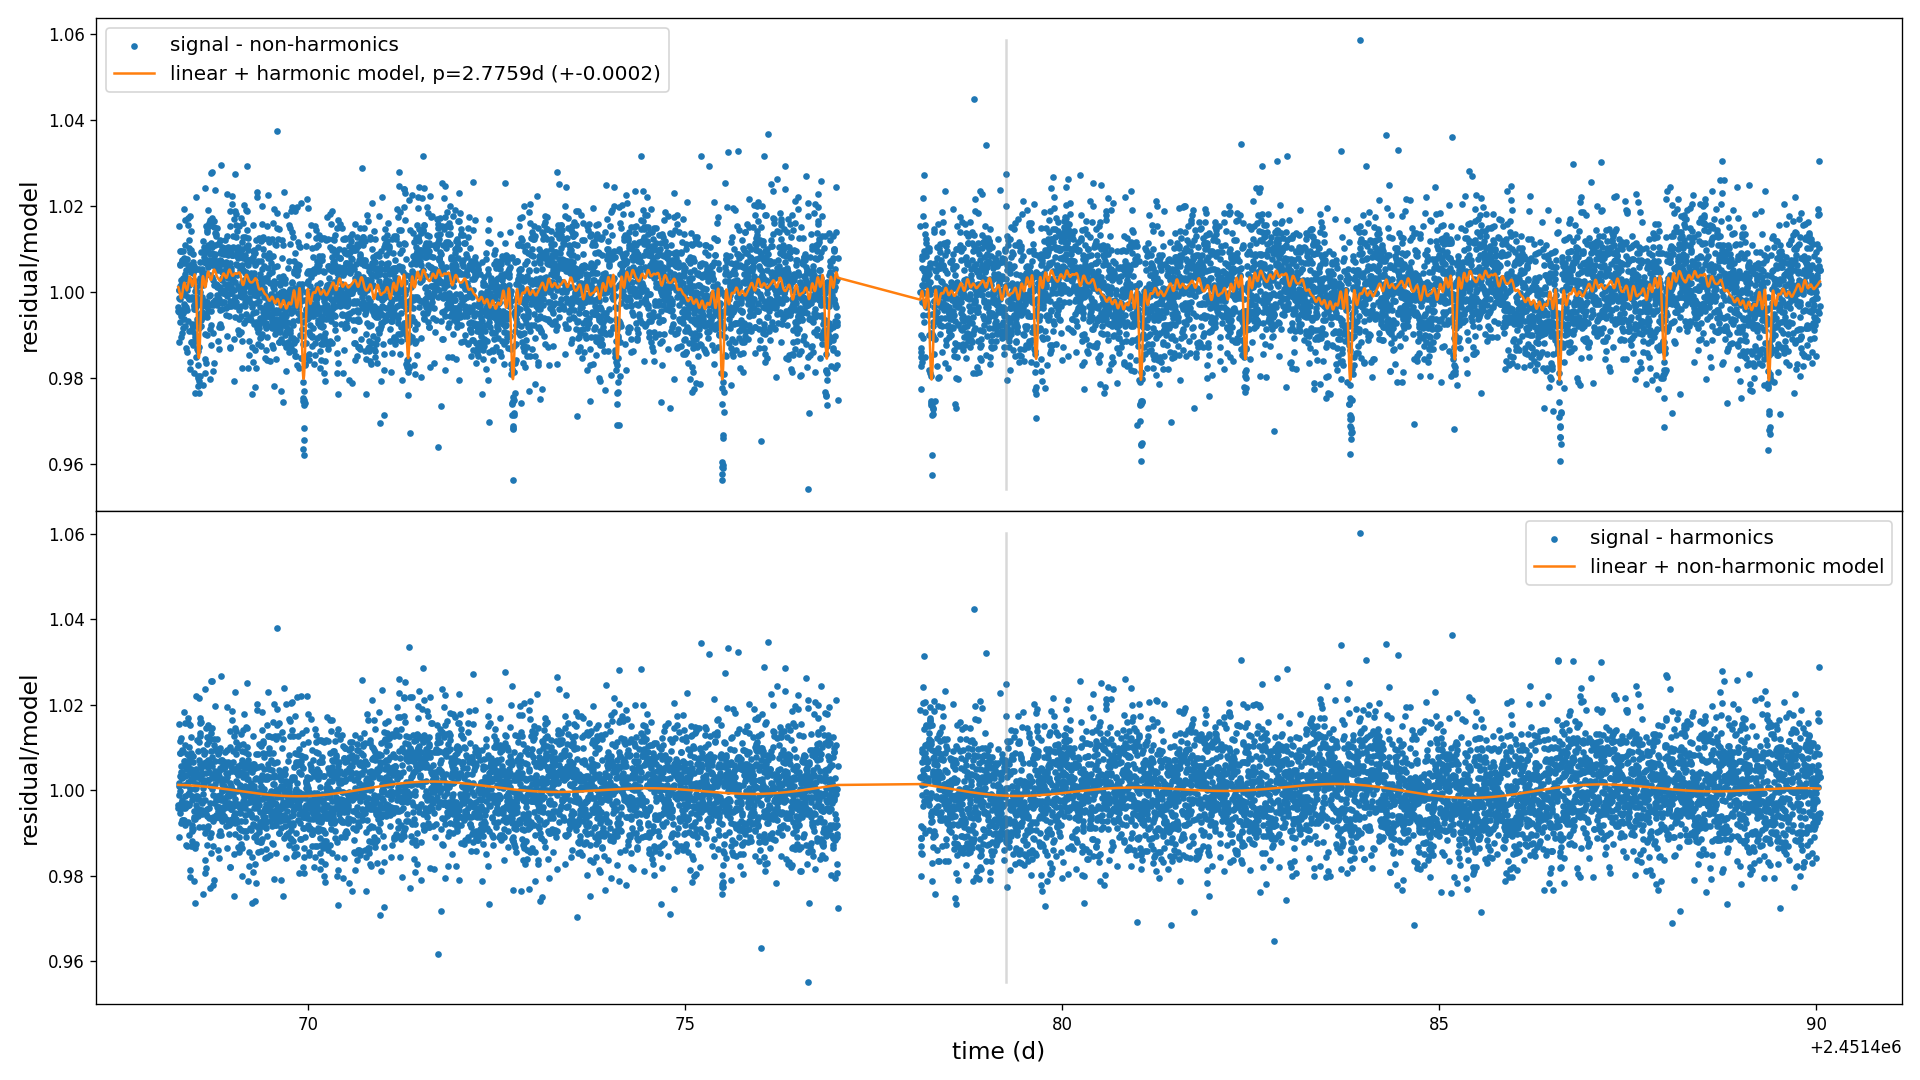 signal - non-harmonics
linear + harmonic model, p=2.7759d (+-0.0002)
1.06
1.04
1.02
1.00
0.98
0.96
residual/model
signal - harmonics
linear + non-harmonic model
1.06
1.04
1.02
1.00
0.98
0.96
residual/model
70
75
80
85
90
time (d)
+2.4514e6